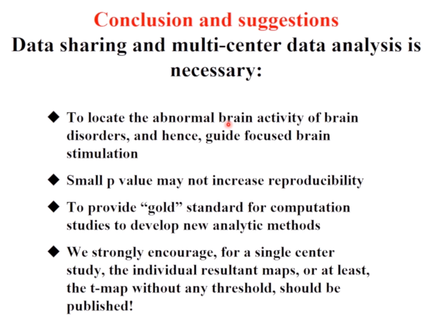 Conclusion and suggestions
Data sharing and multi-center data analysis is
necessary:
◆ To locate the abnormal brain activity of brain
disorders, and hence, guide focused brain
stimulation
◆ Small p value may not increase reproducibility
◆ To provide “gold” standard for computation
studies to develop new analytic methods
◆ We strongly encourage, for a single center
study, the individual resultant maps, or at least,
the t-map without any threshold, should be
published!